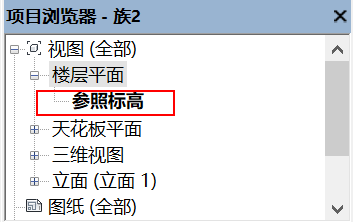 项目浏览器 - 族2
视图 (全部)
楼层平面
参照标高
天花板平面
三维视图
立面 (立面 1)
图纸 (全部)